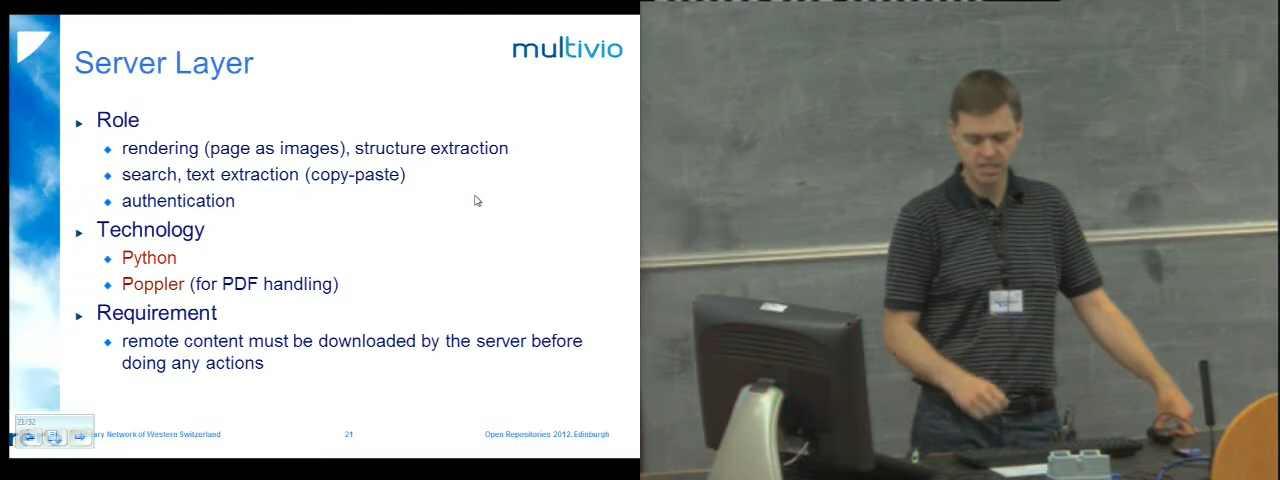 multivio
Server Layer
Role
rendering (page as images), structure extraction
search, text extraction (copy-paste)
authentication
Technology
Python
Poppler (for PDF handling)
Requirement
remote content must be downloaded by the server before
doing any actions
21/32
Network of Western Switzerland
21
Open Repositories 2012, Edinburgh